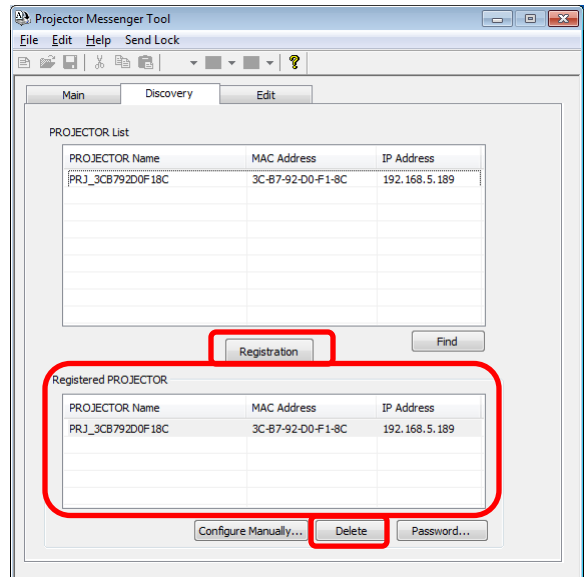 Projector Messenger Tool
File Edit Help Send Lock
Main Discovery Edit
PROJECTOR List
PROJECTOR Name MAC Address IP Address
PRJ_3CB792D0F18C 3C-B7-92-D0-F1-8C 192.168.5.189
Find
Registration
Registered PROJECTOR
PROJECTOR Name MAC Address IP Address
PRJ_3CB792D0F18C 3C-B7-92-D0-F1-8C 192.168.5.189
Configure Manually... Delete Password...